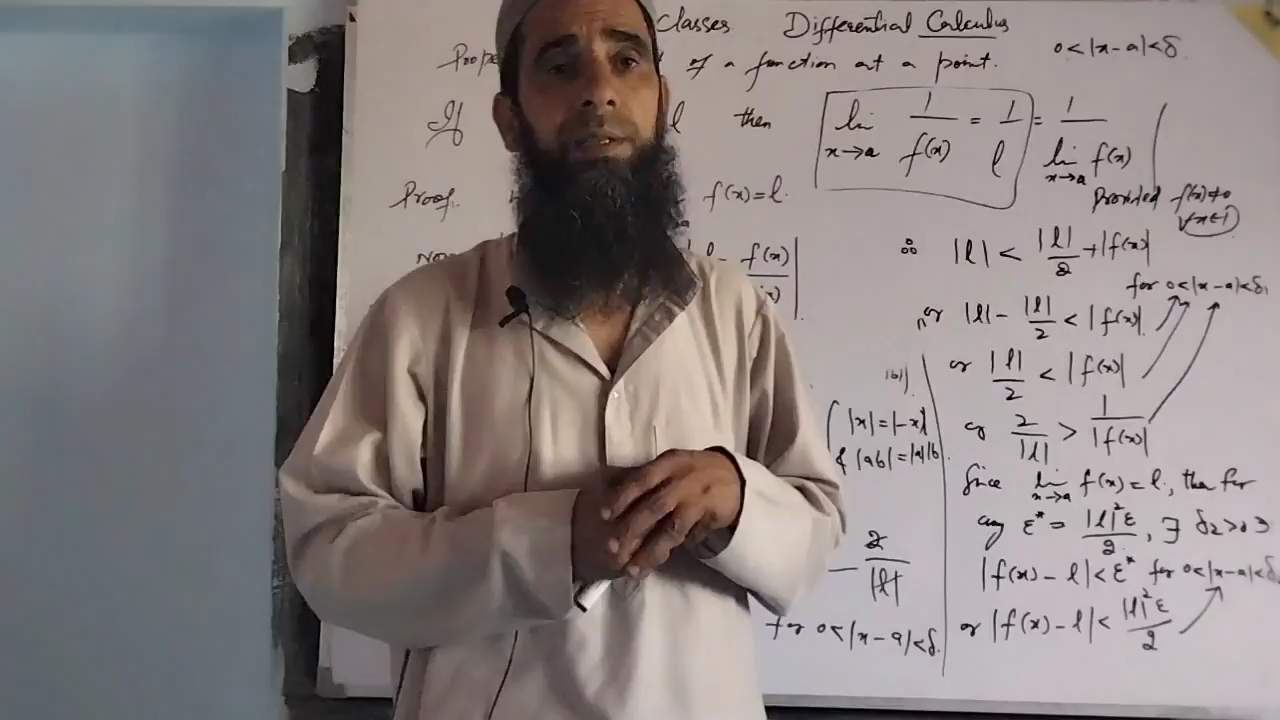 Classes Differential Calculus
0<|x-a|<δ
of a function at a point.
If l then lim x→a 1/f(x) = 1/l = 1/lim x→a f(x)
Provided f(x)≠0
Proof. f(x)=l.
∴ |l| < |l|/2 + |f(x)|
for 0<|x-a|<δ₁
or |l| - |l|/2 < |f(x)|
or |l|/2 < |f(x)|
or 2/|l| > 1/|f(x)|
|x|=|-x|
& |ab|=|a||b|
2/|l|
for 0<|x-a|<δ
Since lim x→a f(x)=l, then for
any ε* = |l|²ε/2, ∃ δ₂>0 ∋
|f(x)-l|<ε* for 0<|x-a|<δ
or |f(x)-l|< |l|²ε/2